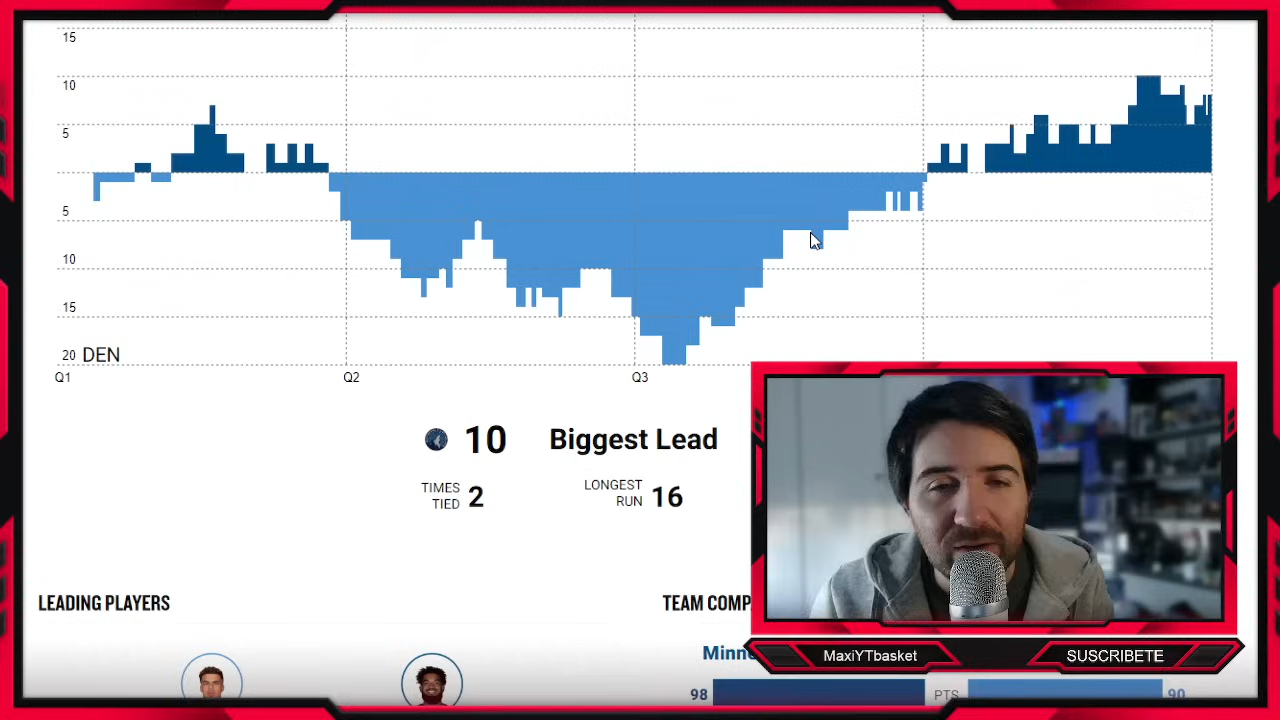 15
10
5
5
10
15
20 DEN
Q1 Q2 Q3
10 Biggest Lead
TIMES TIED 2
LONGEST RUN 16
LEADING PLAYERS
TEAM COMP
Minne
98 PTS 90
MaxiYTbasket
SUSCRIBETE